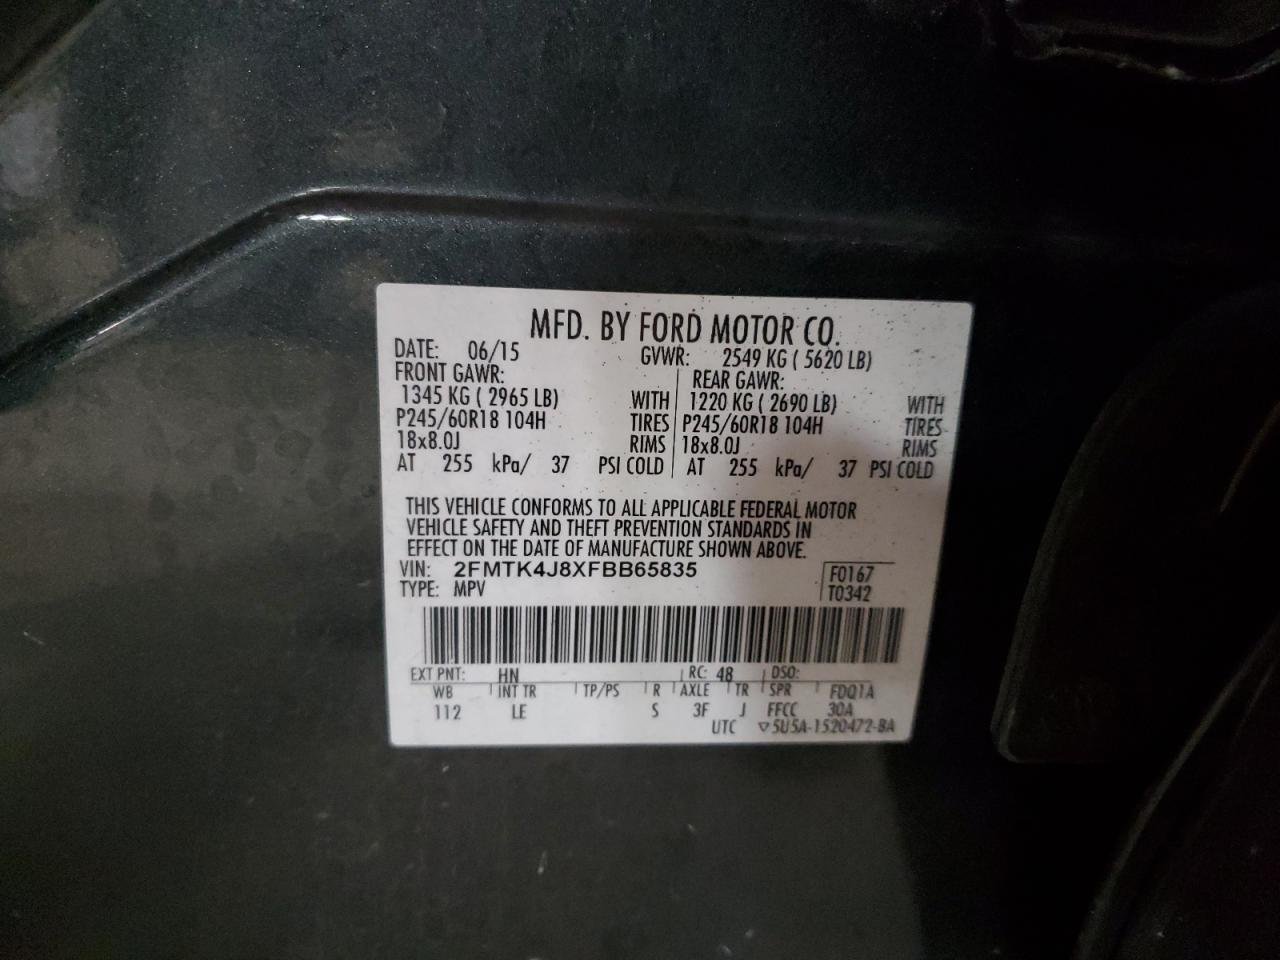 MFD. BY FORD MOTOR CO.
DATE: 06/15 GVWR: 2549 KG ( 5620 LB)
FRONT GAWR: REAR GAWR:
1345 KG ( 2965 LB) WITH 1220 KG ( 2690 LB) WITH
P245/60R18 104H TIRES P245/60R18 104H TIRES
18x8.0J RIMS 18x8.0J RIMS
AT 255 kPa/ 37 PSI COLD AT 255 kPa/ 37 PSI COLD
THIS VEHICLE CONFORMS TO ALL APPLICABLE FEDERAL MOTOR
VEHICLE SAFETY AND THEFT PREVENTION STANDARDS IN
EFFECT ON THE DATE OF MANUFACTURE SHOWN ABOVE.
VIN: 2FMTK4J8XFBB65835 F0167
TYPE: MPV T0342
EXT PNT: HN RC: 48 DSO:
WB INT TR TP/PS R AXLE TR SPR FDQ1A
112 LE S 3F J FFCC 30A
UTC ▽5U5A-1520472-BA